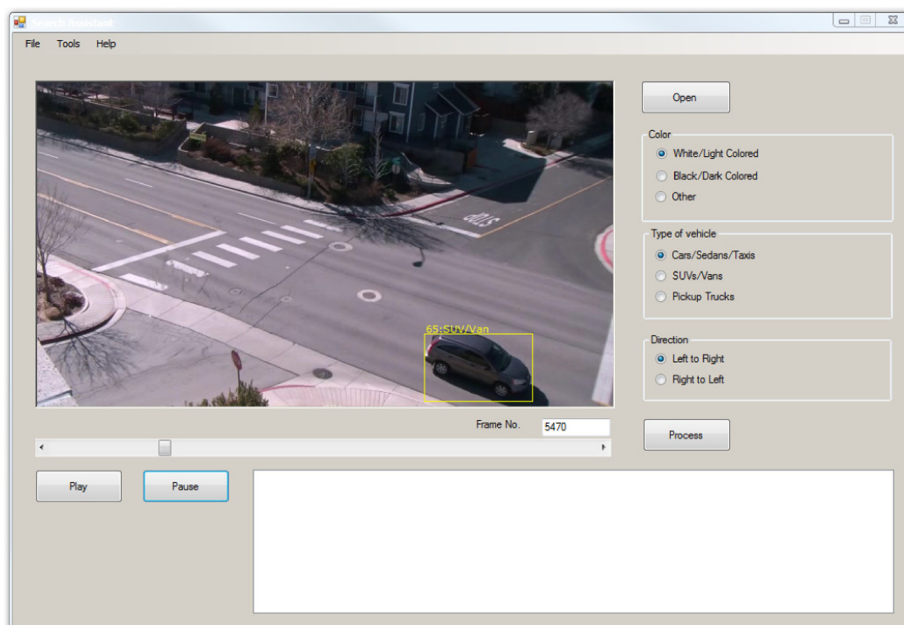 Search Assistant
File Tools Help
65:SUV/Van
STOP
Open
Color
White/Light Colored
Black/Dark Colored
Other
Type of vehicle
Cars/Sedans/Taxis
SUVs/Vans
Pickup Trucks
Direction
Left to Right
Right to Left
Frame No. 5470
Process
Play Pause